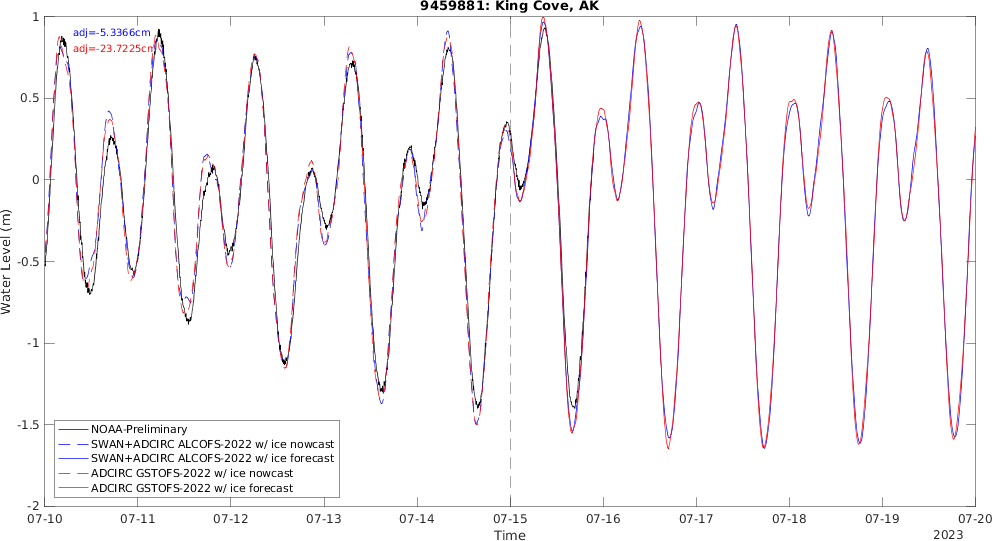 9459881: King Cove, AK
adj=-5.3366cm
adj=-23.7225cm
1
0.5
0
-0.5
-1
-1.5
-2
Water Level (m)
NOAA-Preliminary
SWAN+ADCIRC ALCOFS-2022 w/ ice nowcast
SWAN+ADCIRC ALCOFS-2022 w/ ice forecast
ADCIRC GSTOFS-2022 w/ ice nowcast
ADCIRC GSTOFS-2022 w/ ice forecast
07-10 07-11 07-12 07-13 07-14 07-15 07-16 07-17 07-18 07-19 07-20
Time
2023